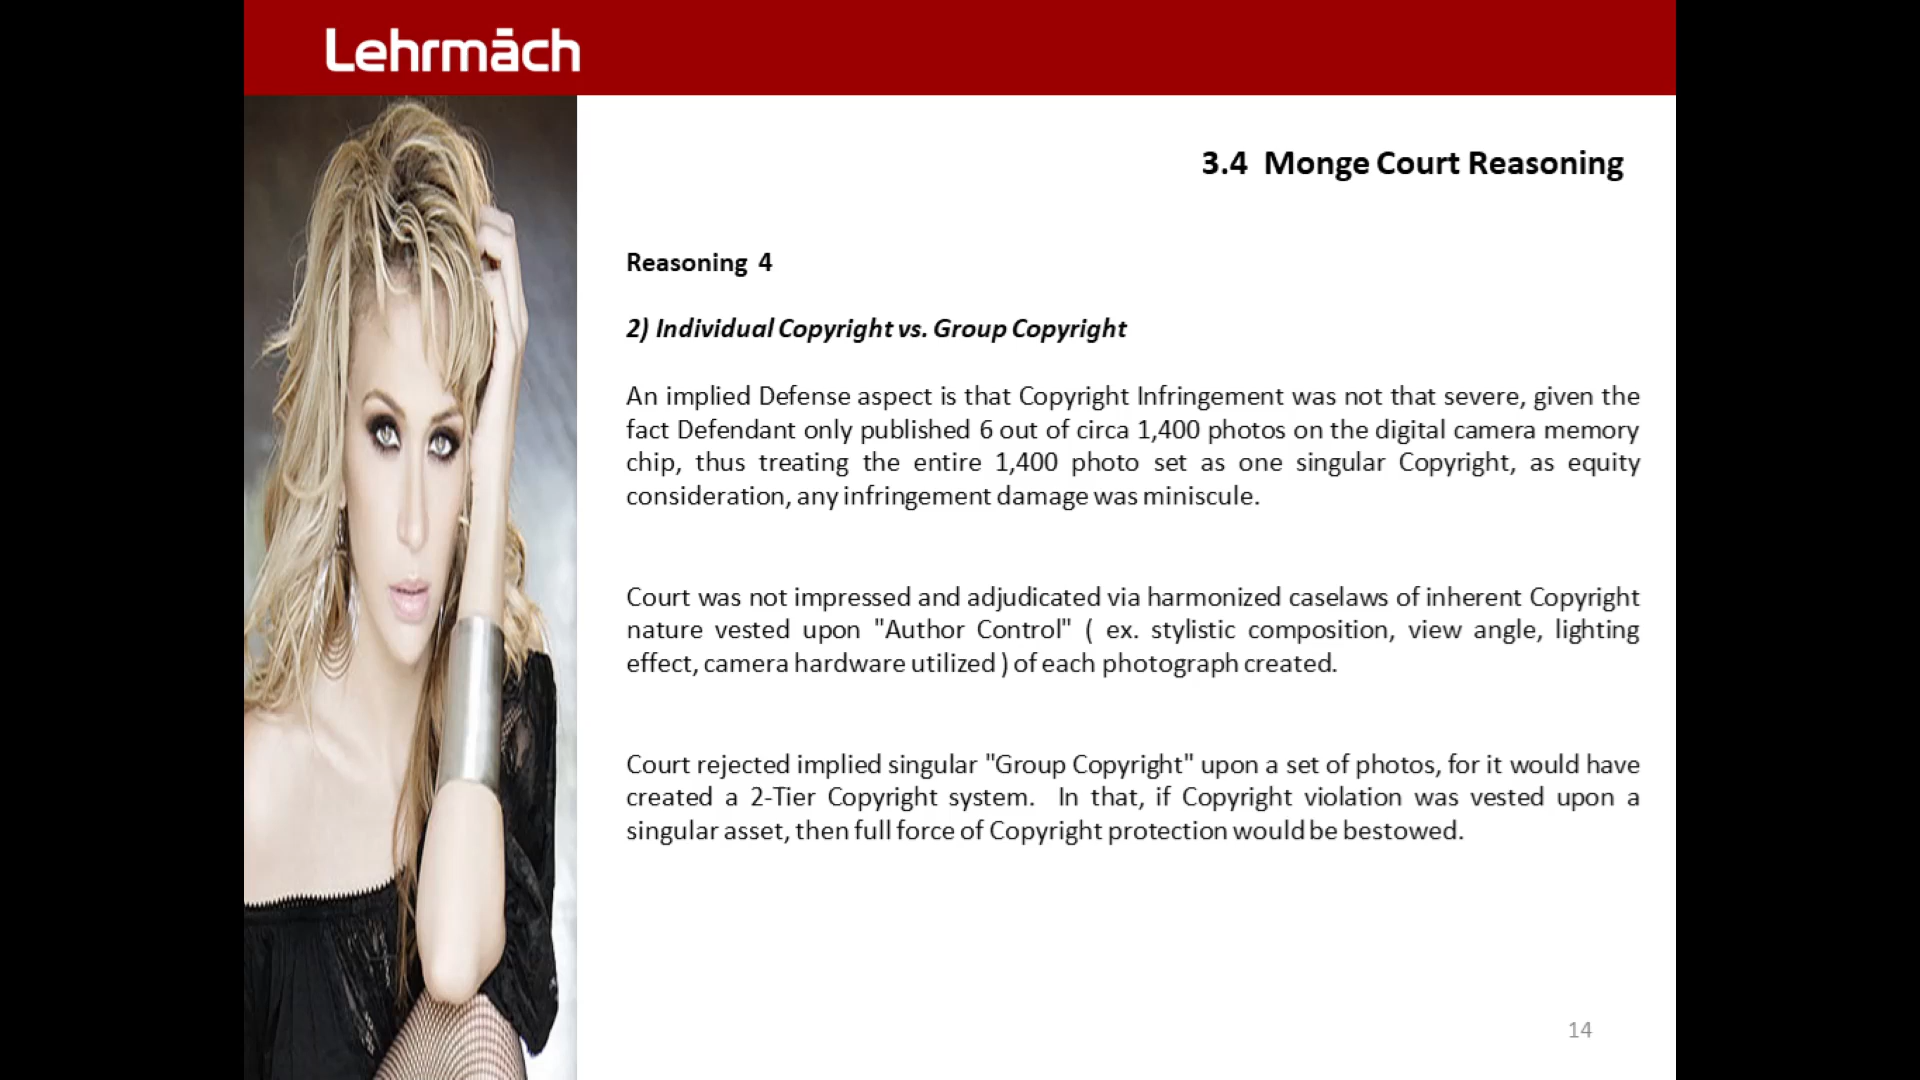 Lehrmāch
3.4 Monge Court Reasoning
Reasoning 4
2) Individual Copyright vs. Group Copyright
An implied Defense aspect is that Copyright Infringement was not that severe, given the
fact Defendant only published 6 out of circa 1,400 photos on the digital camera memory
chip, thus treating the entire 1,400 photo set as one singular Copyright, as equity
consideration, any infringement damage was miniscule.
Court was not impressed and adjudicated via harmonized caselaws of inherent Copyright
nature vested upon "Author Control" ( ex. stylistic composition, view angle, lighting
effect, camera hardware utilized ) of each photograph created.
Court rejected implied singular "Group Copyright" upon a set of photos, for it would have
created a 2-Tier Copyright system. In that, if Copyright violation was vested upon a
singular asset, then full force of Copyright protection would be bestowed.
14